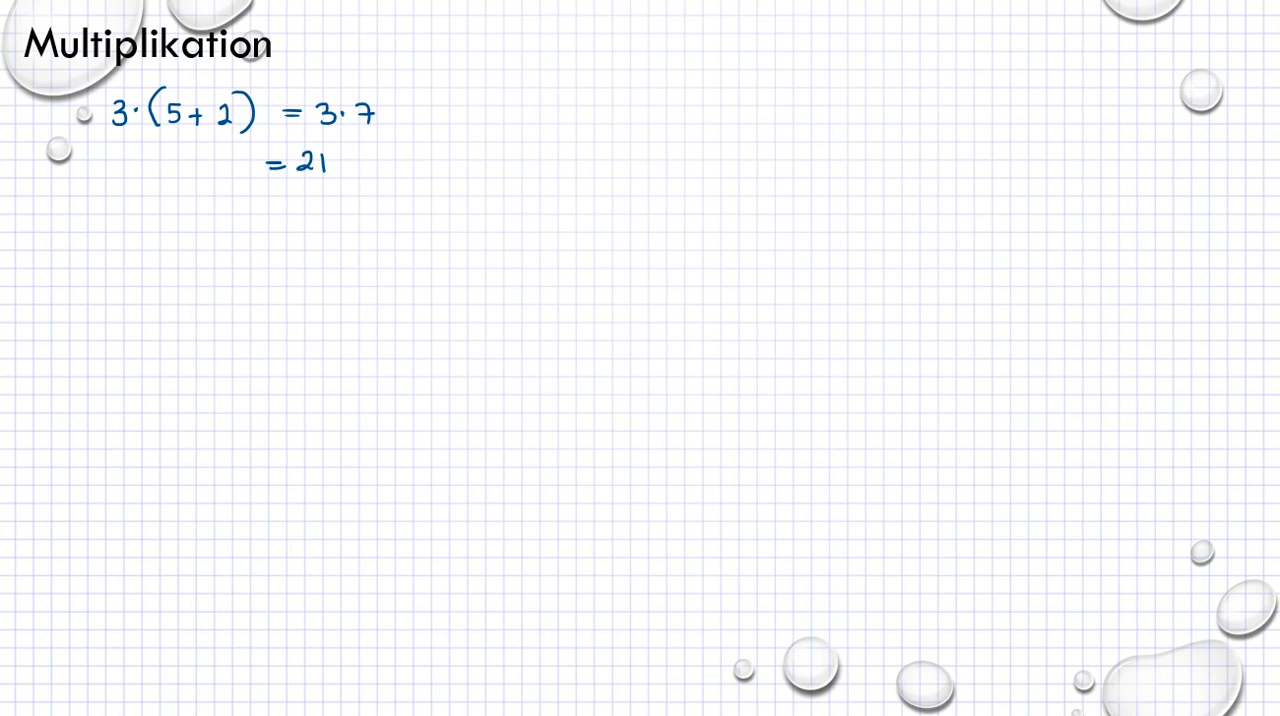 Multiplikation
3·(5+2) = 3·7
= 21